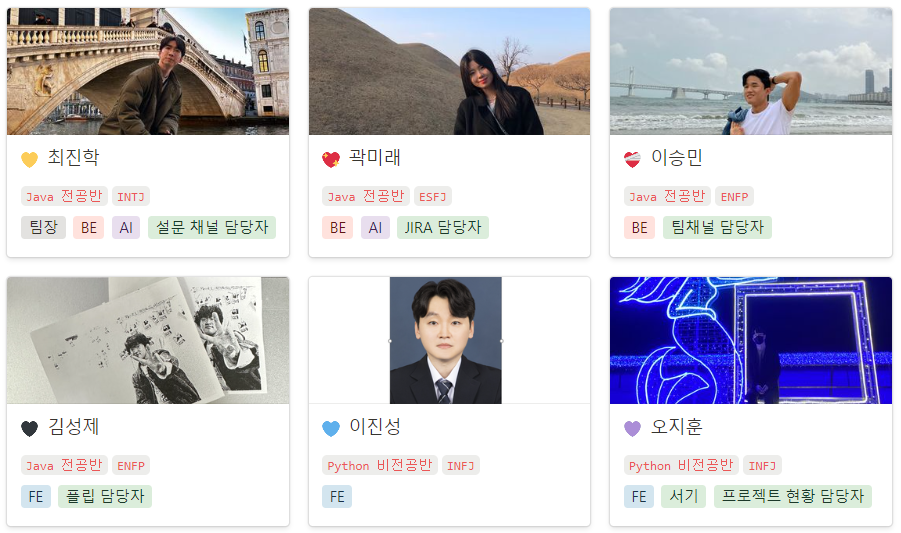 최진학
Java 전공반 INTJ
팀장 BE AI 설문 채널 담당자
곽미래
Java 전공반 ESFJ
BE AI JIRA 담당자
이승민
Java 전공반 ENFP
BE 팀채널 담당자
김성제
Java 전공반 ENFP
FE 플립 담당자
이진성
Python 비전공반 INFJ
FE
오지훈
Python 비전공반 INFJ
FE 서기 프로젝트 현황 담당자